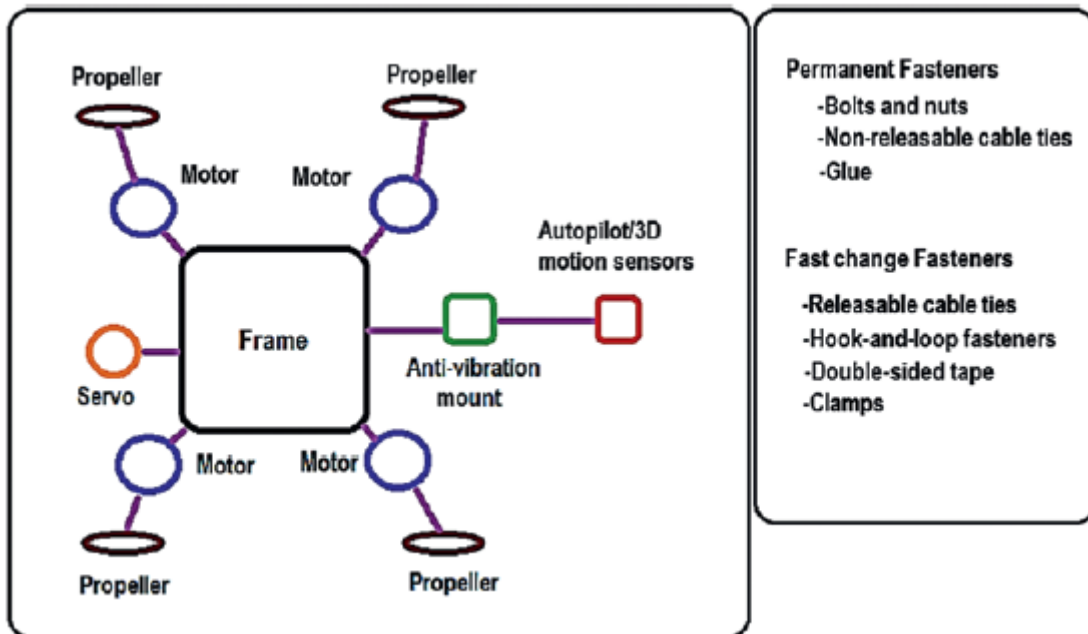 Propeller
Propeller
Motor
Motor
Autopilot/3D
motion sensors
Frame
Servo
Anti-vibration
mount
Motor
Motor
Propeller
Propeller
Permanent Fasteners
-Bolts and nuts
-Non-releasable cable ties
-Glue
Fast change Fasteners
-Releasable cable ties
-Hook-and-loop fasteners
-Double-sided tape
-Clamps